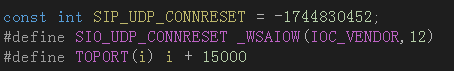 const int SIP_UDP_CONNRESET = -1744830452;
#define SIO_UDP_CONNRESET _WSAIOW(IOC_VENDOR,12)
#define TOPORT(i) i + 15000